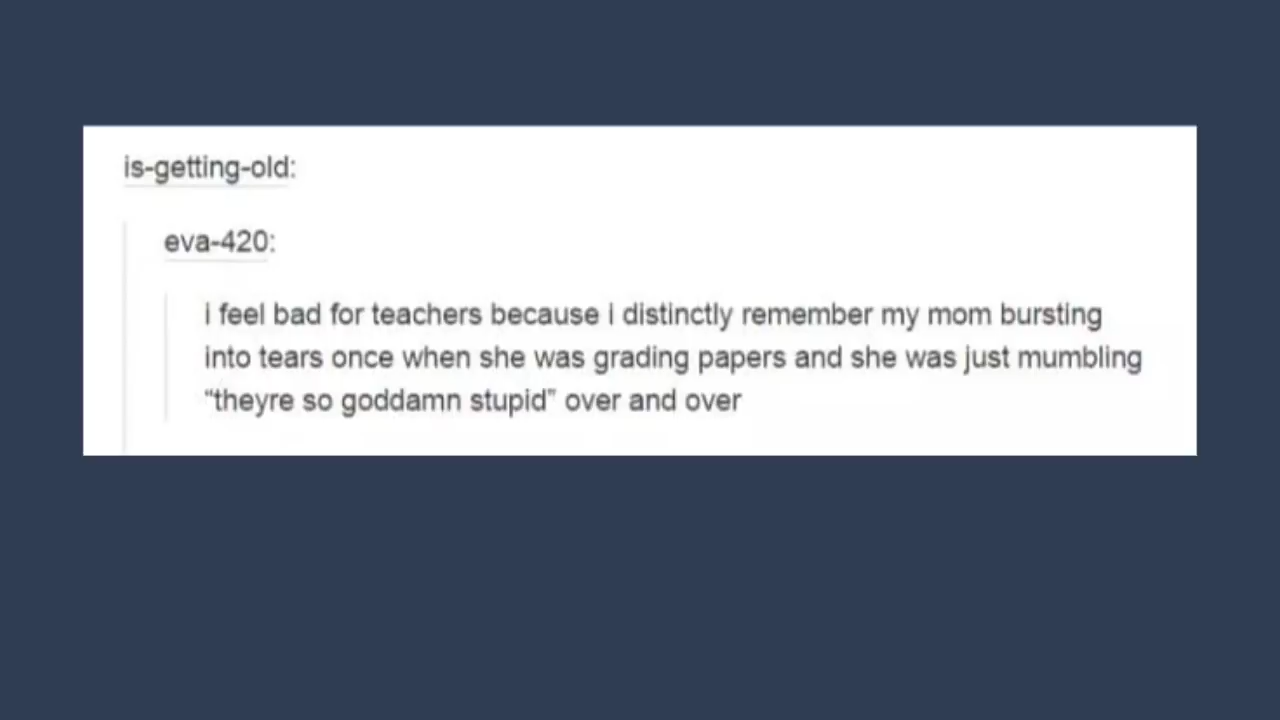 is-getting-old:
eva-420:
i feel bad for teachers because i distinctly remember my mom bursting
into tears once when she was grading papers and she was just mumbling
“theyre so goddamn stupid” over and over